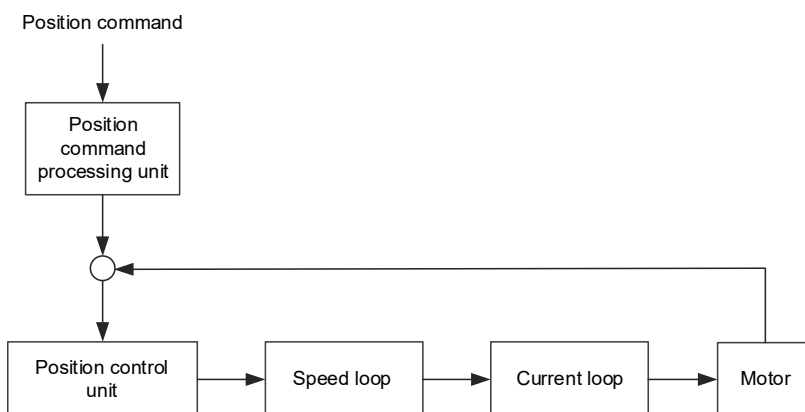 Position command
Position
command
processing unit
Position control
unit
Speed loop
Current loop
Motor